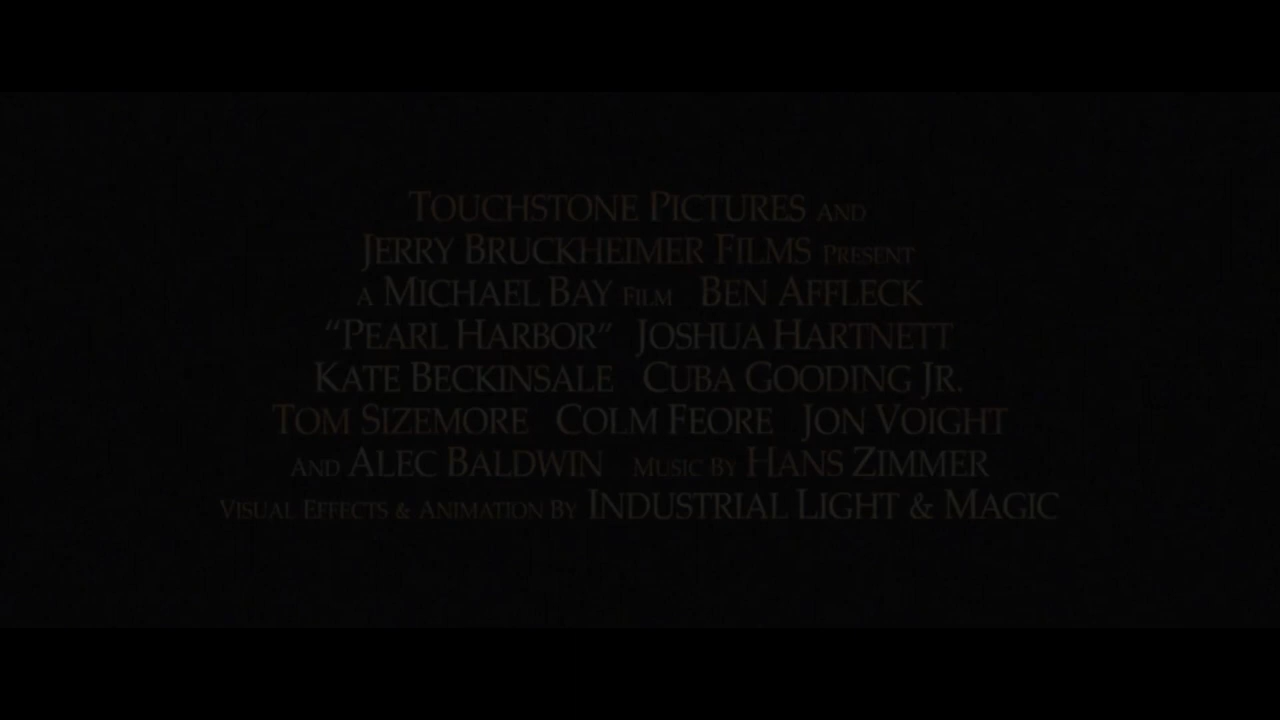 TOUCHSTONE PICTURES AND
JERRY BRUCKHEIMER FILMS PRESENT
A MICHAEL BAY FILM BEN AFFLECK
“PEARL HARBOR” JOSHUA HARTNETT
KATE BECKINSALE CUBA GOODING JR.
TOM SIZEMORE COLM FEORE JON VOIGHT
AND ALEC BALDWIN MUSIC BY HANS ZIMMER
VISUAL EFFECTS & ANIMATION BY INDUSTRIAL LIGHT & MAGIC